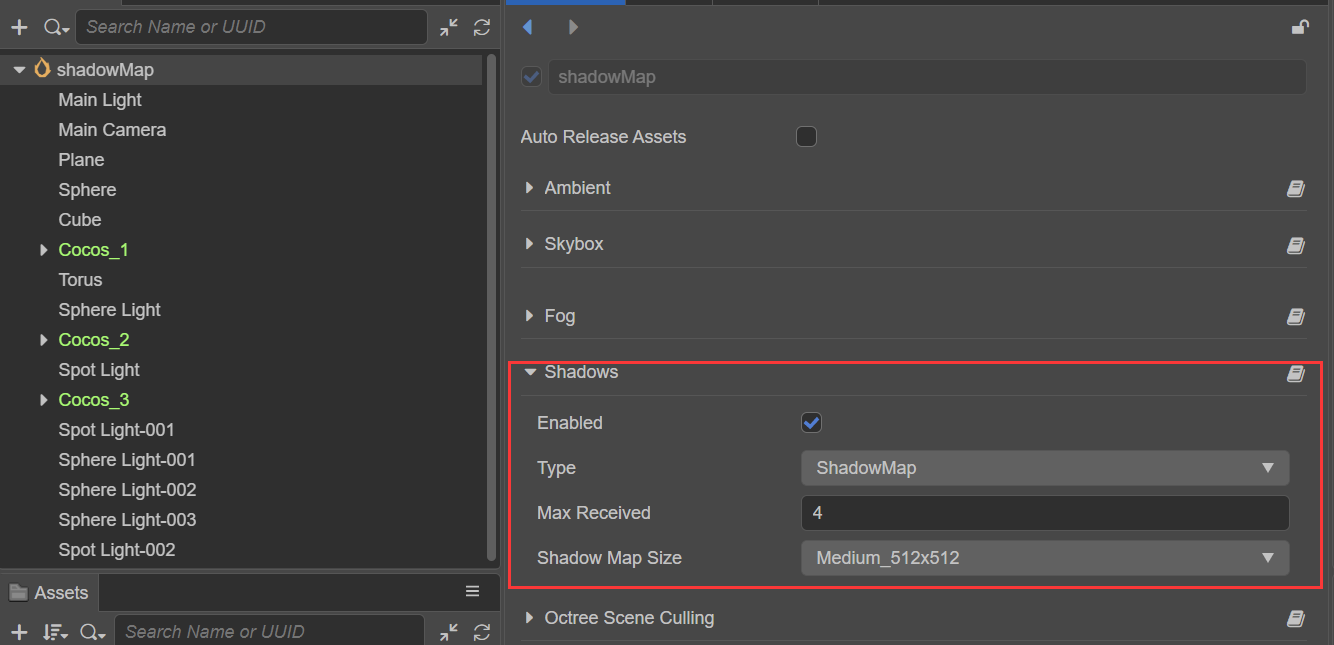 Search Name or UUID
shadowMap
Main Light
Main Camera
Plane
Sphere
Cube
Cocos_1
Torus
Sphere Light
Cocos_2
Spot Light
Cocos_3
Spot Light-001
Sphere Light-001
Sphere Light-002
Sphere Light-003
Spot Light-002
Assets
Search Name or UUID
shadowMap
Auto Release Assets
Ambient
Skybox
Fog
Shadows
Enabled
Type ShadowMap
Max Received 4
Shadow Map Size Medium_512x512
Octree Scene Culling